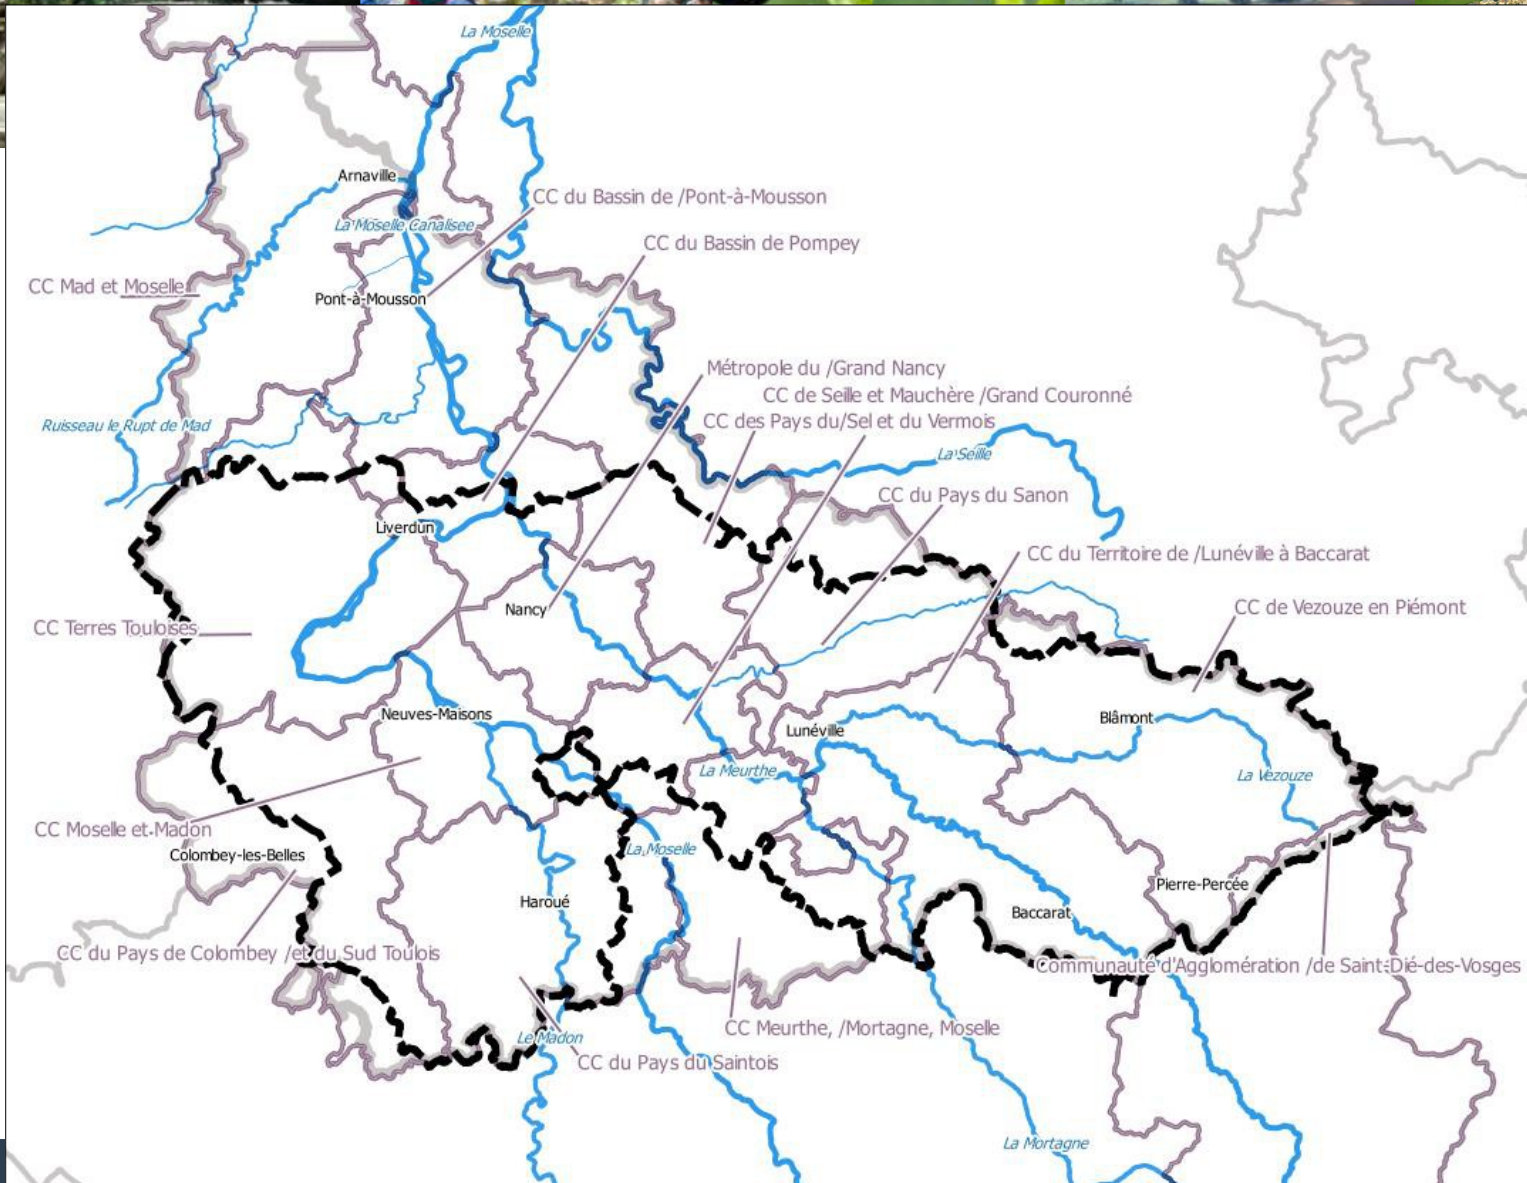 La Moselle
Arnaville
CC du Bassin de /Pont-à-Mousson
La Moselle Canalisee
CC du Bassin de Pompey
CC Mad et Moselle
Pont-à-Mousson
Métropole du /Grand Nancy
CC de Seille et Mauchère /Grand Couronné
CC des Pays du/Sel et du Vermois
Ruisseau le Rupt de Mad
La Seille
CC du Pays du Sanon
Liverdun
CC du Territoire de /Lunéville à Baccarat
Nancy
CC de Vezouze en Piémont
CC Terres Touloises
Neuves-Maisons
Blâmont
Lunéville
La Meurthe
La Vezouze
CC Moselle et Madon
La Moselle
Colombey-les-Belles
Pierre-Percée
Haroué
Baccarat
CC du Pays de Colombey /et du Sud Toulois
Communauté d'Agglomération /de Saint-Dié-des-Vosges
CC Meurthe, /Mortagne, Moselle
Le Madon
CC du Pays du Saintois
La Mortagne